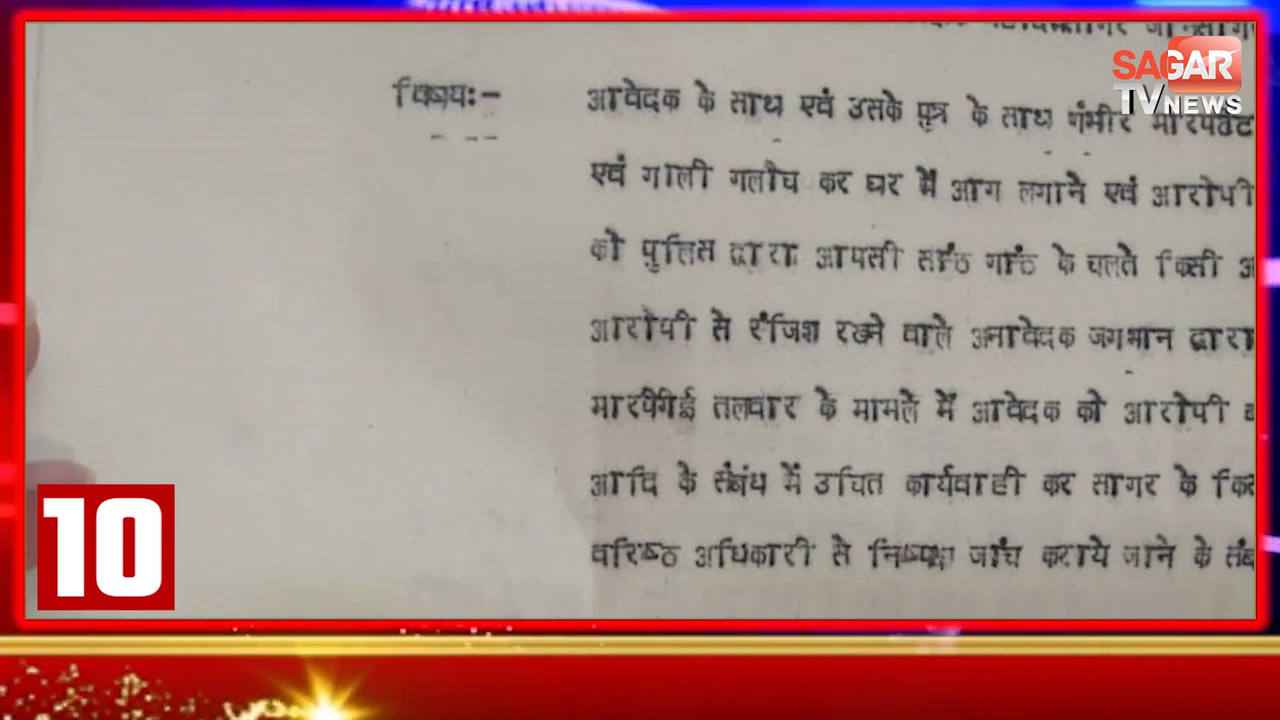 SAGAR
TV NEWS
विषय:-
आवेदक के साथ एवं उसके पुत्र के साथ गंभीर मारपीट
एवं गाली गलौच कर घर में आग लगाने एवं आरोपी
को पुलिस द्वारा आपसी सांठ गांठ के चलते किसी
आरोपी से रंजिश रखने वाले अनावेदक जगभान द्वारा
तलवार के मामले में आवेदक को आरोपी
आदि के संबंध में उचित कार्यवाही कर सागर के
वरिष्ठ अधिकारी से निष्पक्ष जांच कराये जाने के
10